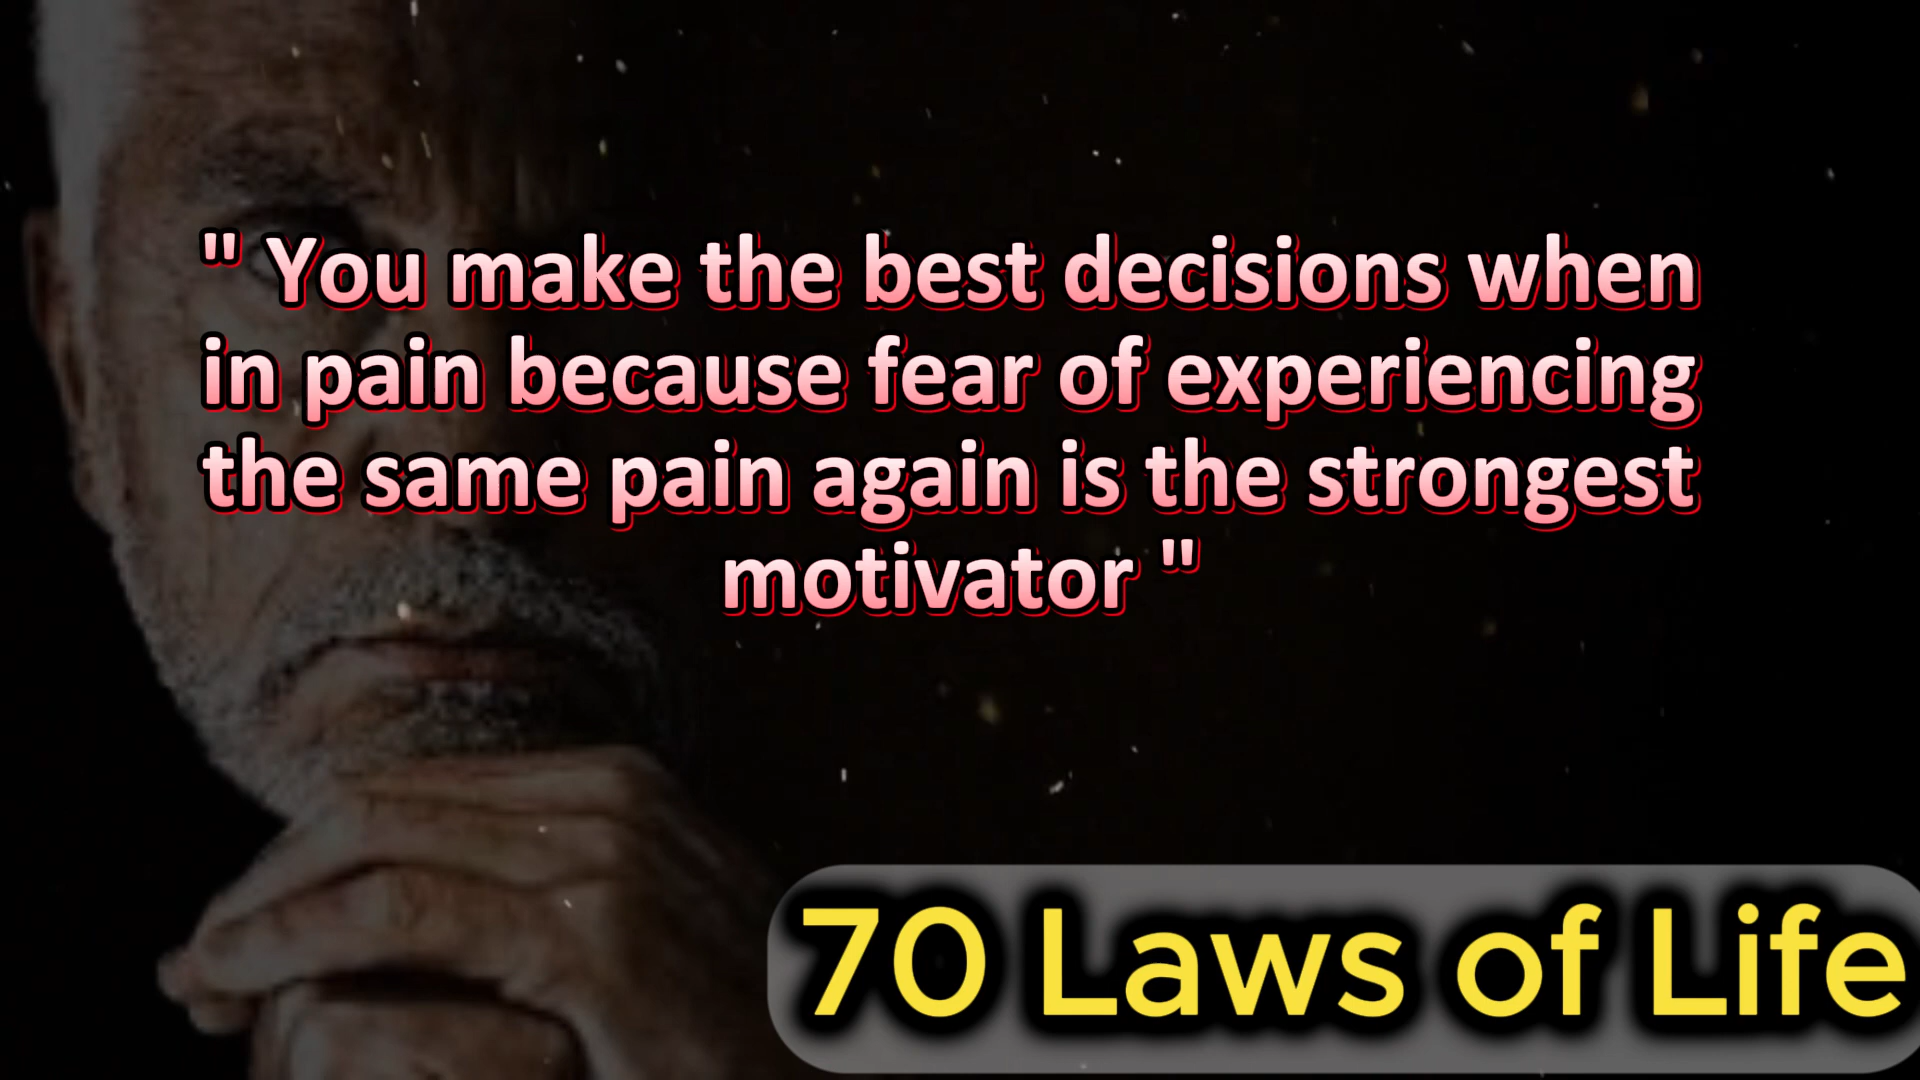 " You make the best decisions when
in pain because fear of experiencing
the same pain again is the strongest
motivator "
70 Laws of Life